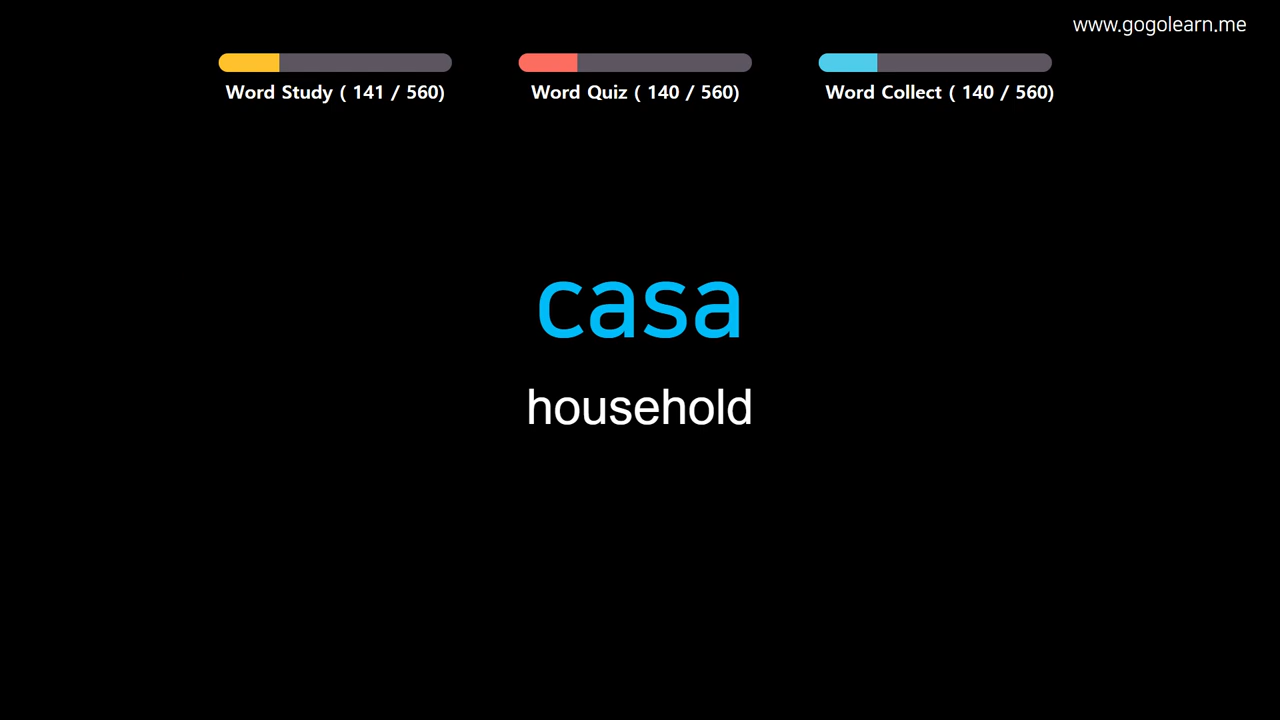 www.gogolearn.me
Word Study ( 141 / 560)
Word Quiz ( 140 / 560)
Word Collect ( 140 / 560)
casa
household